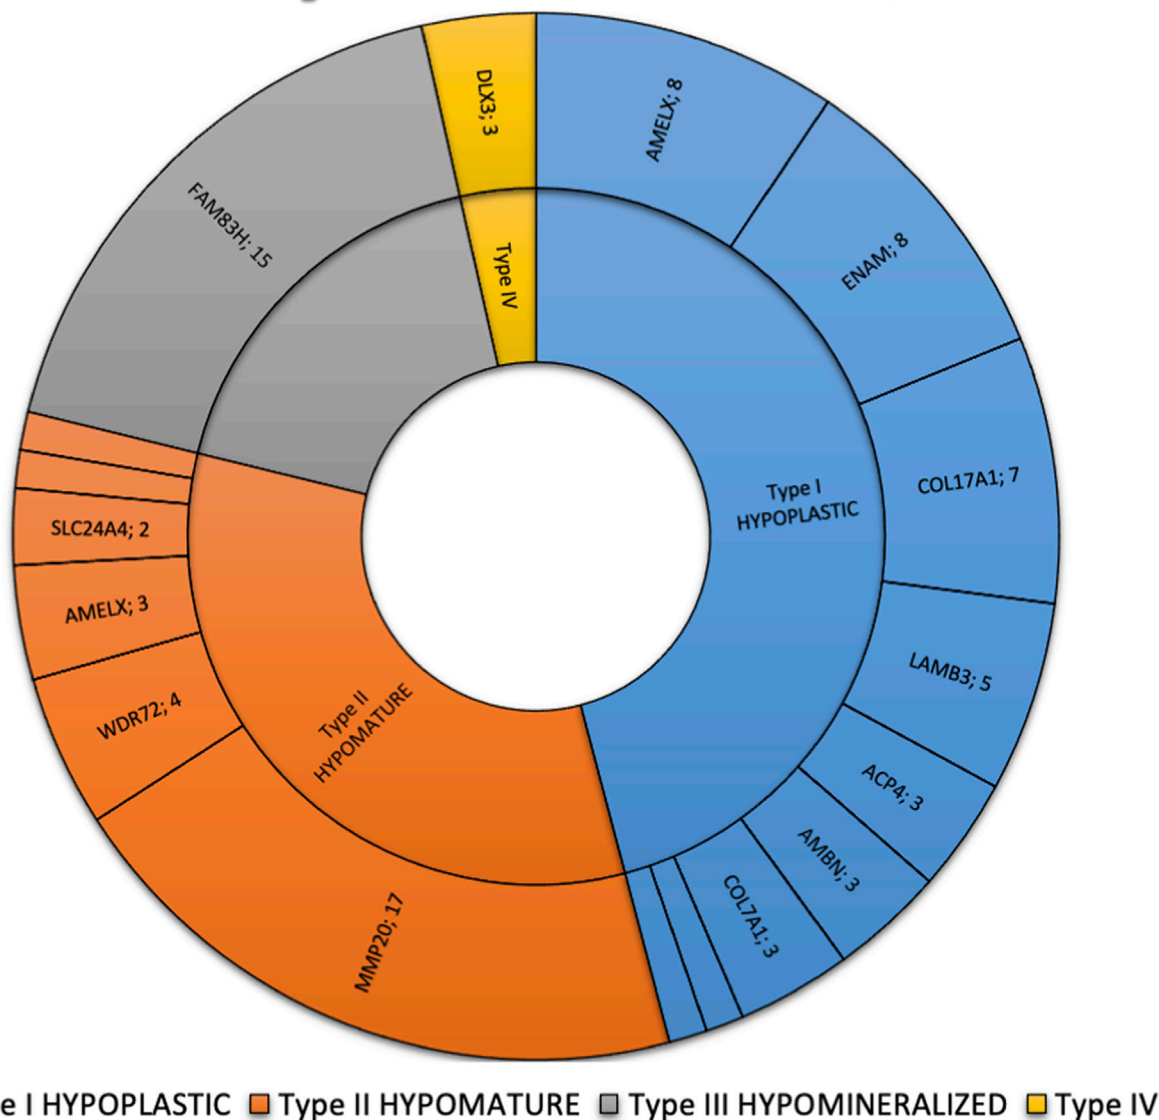 DLX3; 3
AMELX; 8
ENAM; 8
COL17A1; 7
LAMB3; 5
ACP4; 3
AMBN; 3
COL7A1; 3
MMP20; 17
WDR72; 4
AMELX; 3
SLC24A4; 2
FAM83H; 15
Type IV
Type I
HYPOPLASTIC
Type II
HYPOMATURE
e I HYPOPLASTIC Type II HYPOMATURE Type III HYPOMINERALIZED Type IV